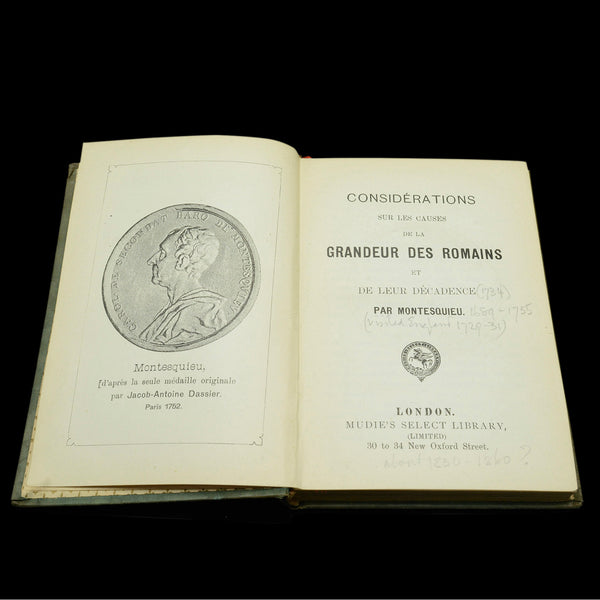 CAROL. DE SECONDAT BARO DE MONTESQUIEU
Montesquieu,
d'après la seule médaille originale
par Jacob-Antoine Dassier.
Paris 1752.
CONSIDÉRATIONS
SUR LES CAUSES
DE LA
GRANDEUR DES ROMAINS
ET
DE LEUR DÉCADENCE (1734)
PAR MONTESQUIEU. 1689-1755
(visited England 1729-31)
LONDON.
MUDIE'S SELECT LIBRARY,
(LIMITED)
30 to 34 New Oxford Street.
about 1850-1860?